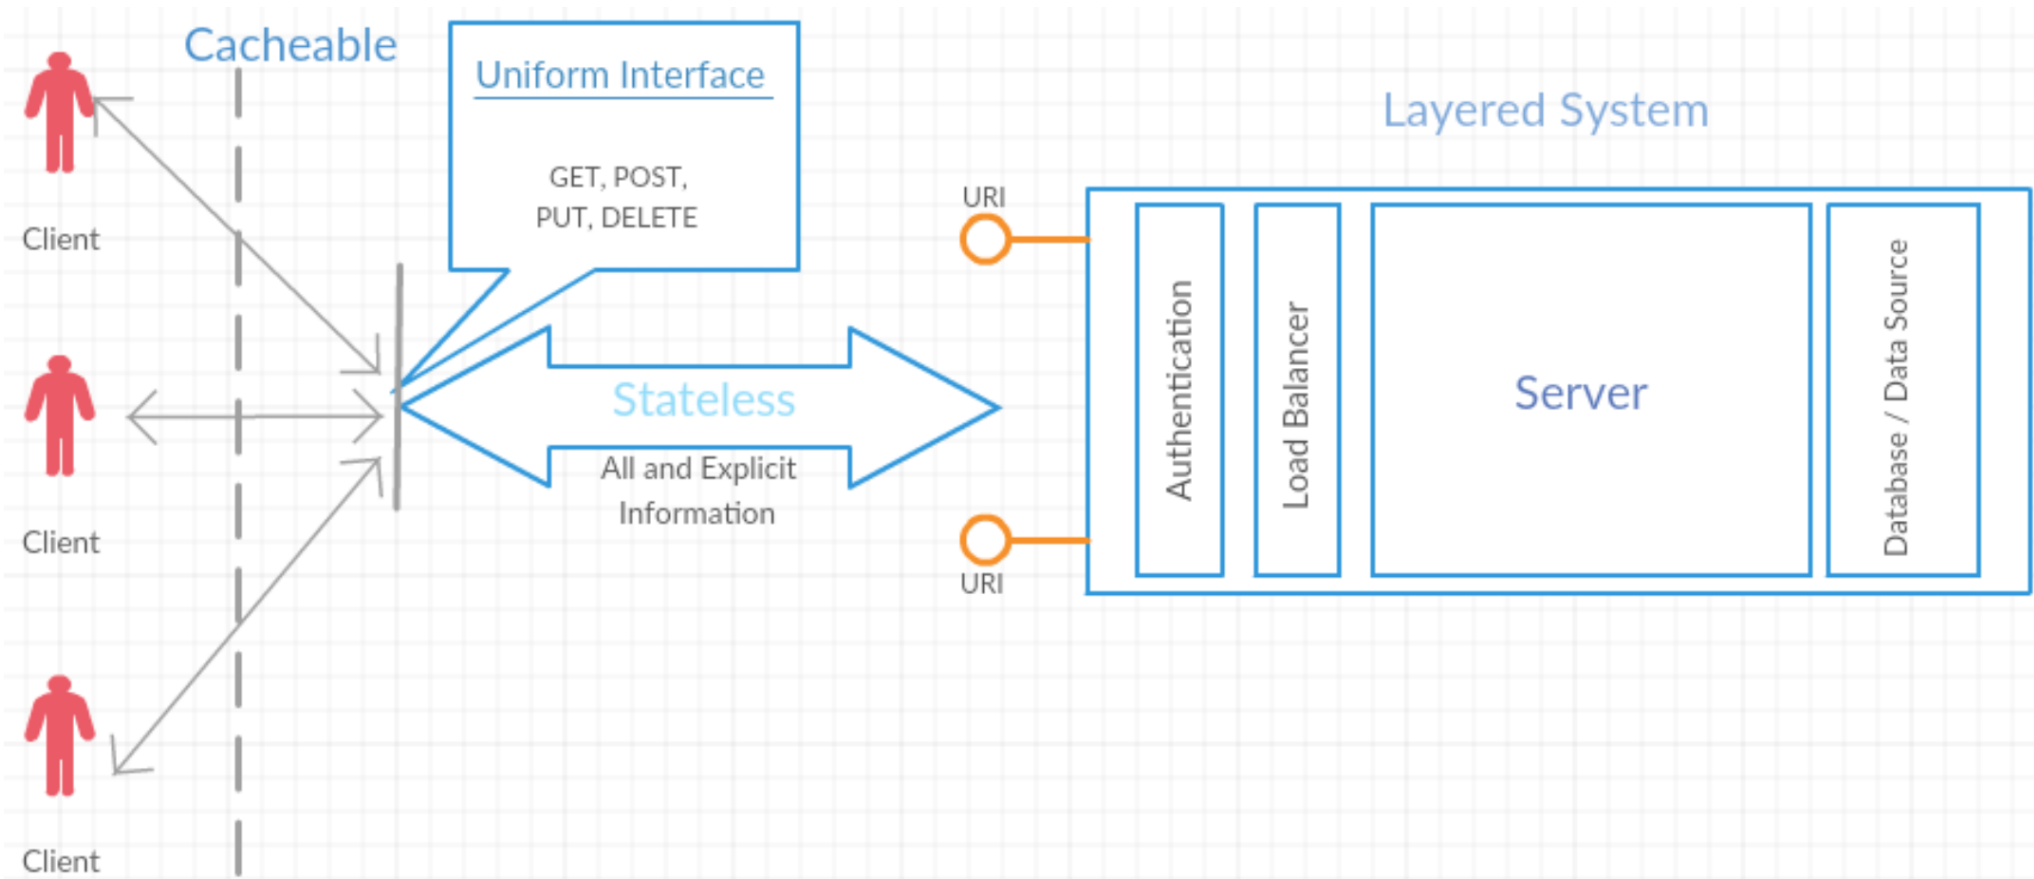 Cacheable
Uniform Interface
GET, POST,
PUT, DELETE
Layered System
Client
Client
Client
Stateless
All and Explicit
Information
URI
URI
Authentication
Load Balancer
Server
Database / Data Source